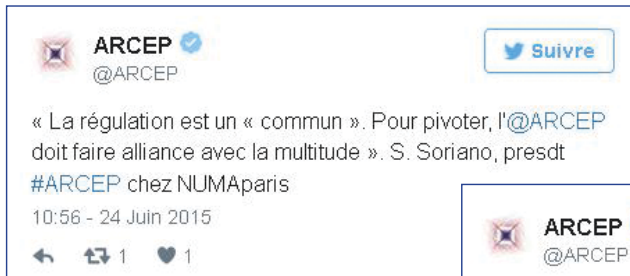 ARCEP
@ARCEP
Suivre
« La régulation est un « commun ». Pour pivoter, l'@ARCEP
doit faire alliance avec la multitude ». S. Soriano, presdt
#ARCEP chez NUMAparis
10:56 - 24 Juin 2015
1 1
ARCEP
@ARCEP